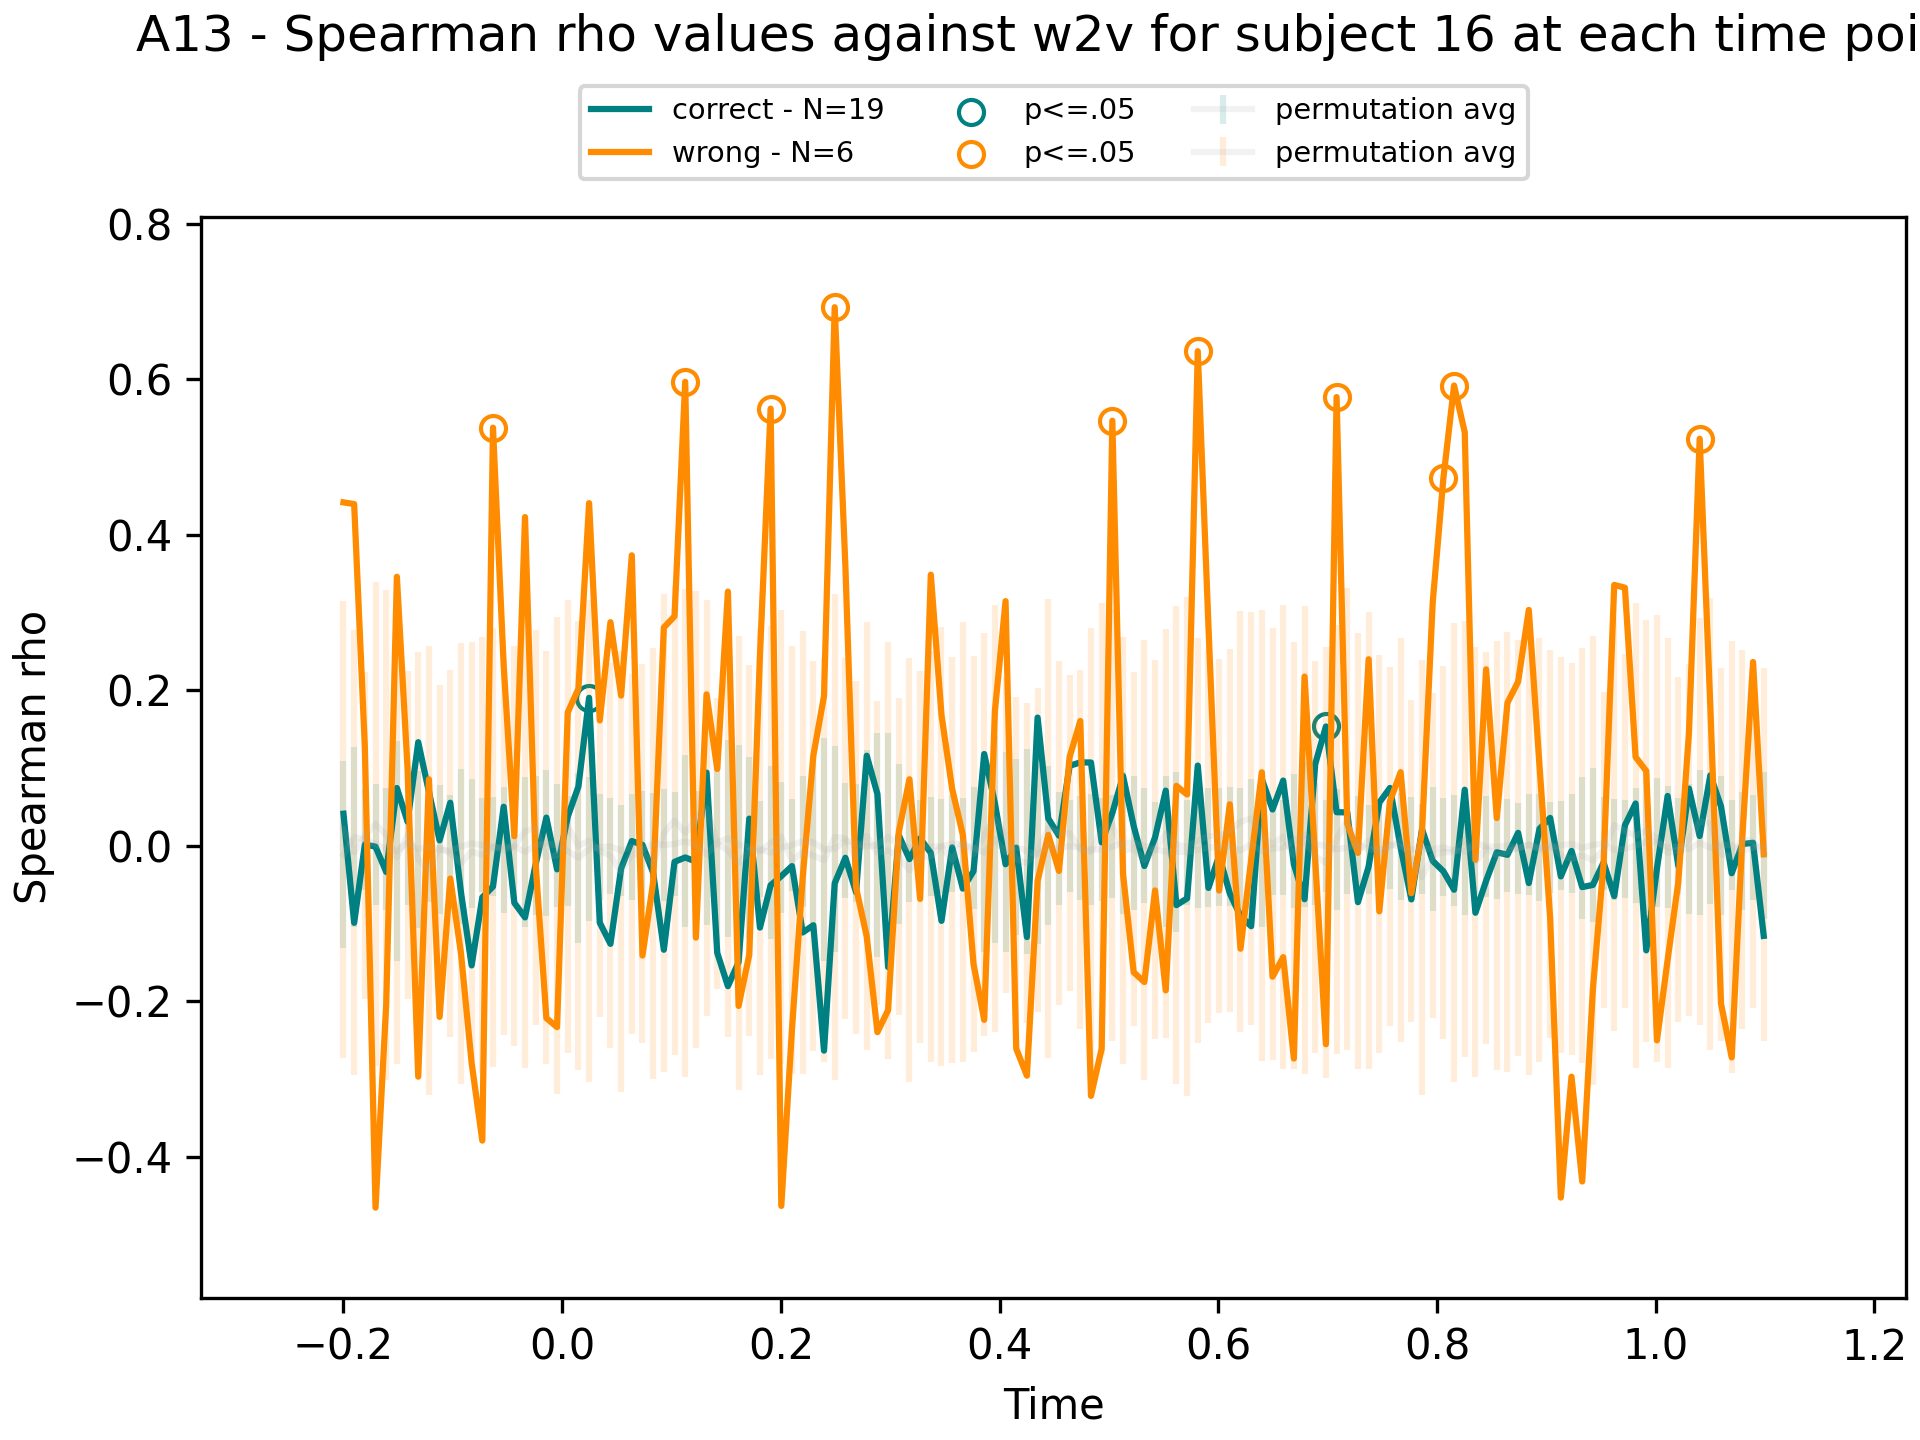 A13 - Spearman rho values against w2v for subject 16 at each time poi
correct - N=19
wrong - N=6
p<=.05
p<=.05
permutation avg
permutation avg
Spearman rho
0.8
0.6
0.4
0.2
0.0
−0.2
−0.4
−0.2 0.0 0.2 0.4 0.6 0.8 1.0 1.2
Time